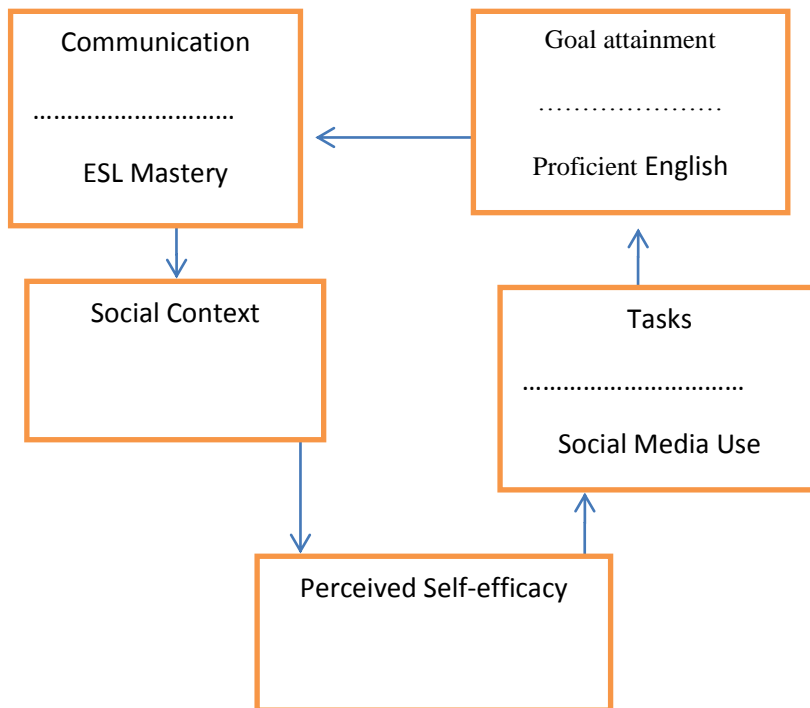 Communication
................................
ESL Mastery
Goal attainment
.....................
Proficient English
Social Context
Tasks
...................................
Social Media Use
Perceived Self-efficacy